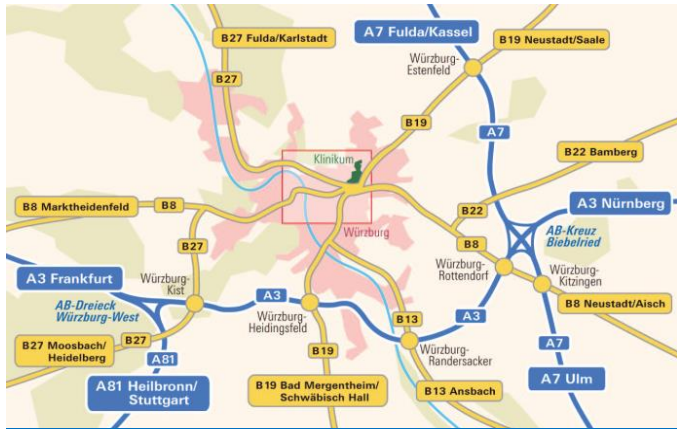 B27 Fulda/Karlstadt
A7 Fulda/Kassel
B19 Neustadt/Saale
Würzburg-
Estenfeld
B27
B19
A7
B22 Bamberg
Klinikum
B8 Marktheidenfeld
B8
B22
A3 Nürnberg
Würzburg
B27
B8
AB-Kreuz
Biebelried
A3 Frankfurt
Würzburg-
Kist
Würzburg-
Rottendorf
Würzburg-
Kitzingen
AB-Dreieck
Würzburg-West
A3
Würzburg-
Heidingsfeld
B13
A3
B8 Neustadt/Aisch
B27 Moosbach/
Heidelberg
B27
A81
B19
Würzburg-
Randersacker
A7
A81 Heilbronn/
Stuttgart
B19 Bad Mergentheim/
Schwäbisch Hall
B13 Ansbach
A7 Ulm